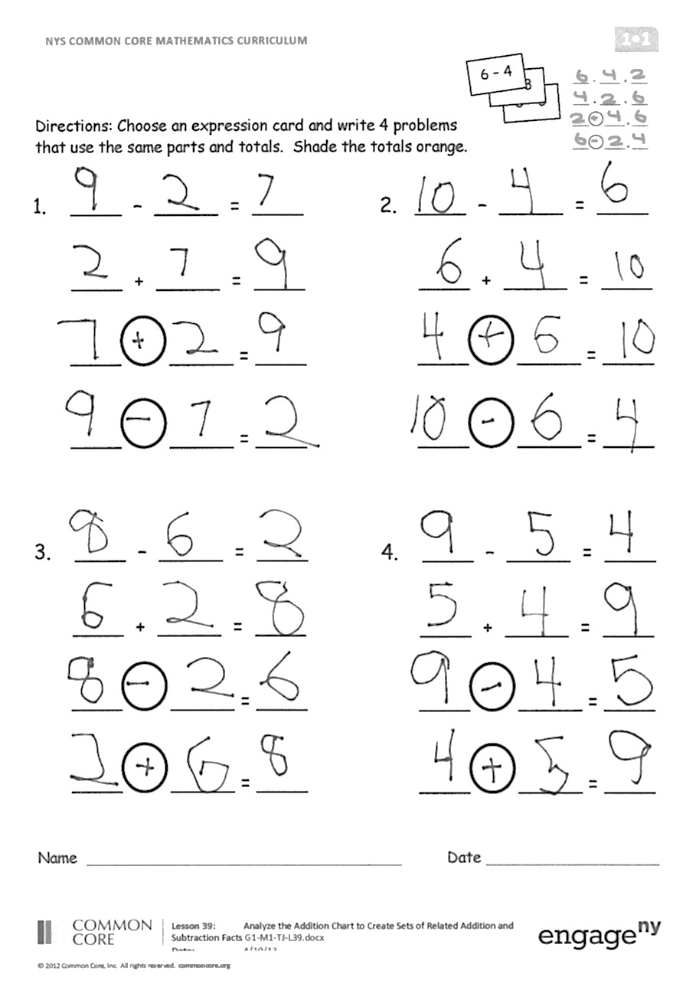 NYS COMMON CORE MATHEMATICS CURRICULUM
1•1
6 - 4
8
6 . 4 . 2
4 . 2 . 6
2 + 4 . 6
6 - 2 . 4
Directions: Choose an expression card and write 4 problems
that use the same parts and totals. Shade the totals orange.
1. 9 - 2 = 7
2 + 7 = 9
7 + 2 = 9
9 - 7 = 2
2. 10 - 4 = 6
6 + 4 = 10
4 + 6 = 10
10 - 6 = 4
3. 8 - 6 = 2
6 + 2 = 8
8 - 2 = 6
2 + 6 = 8
4. 9 - 5 = 4
5 + 4 = 9
9 - 4 = 5
4 + 5 = 9
Name
Date
COMMON
CORE
Lesson 39: Analyze the Addition Chart to Create Sets of Related Addition and
Subtraction Facts G1-M1-TJ-L39.docx
Date: 4/10/13
engageny
© 2012 Common Core, Inc. All rights reserved. commoncore.org